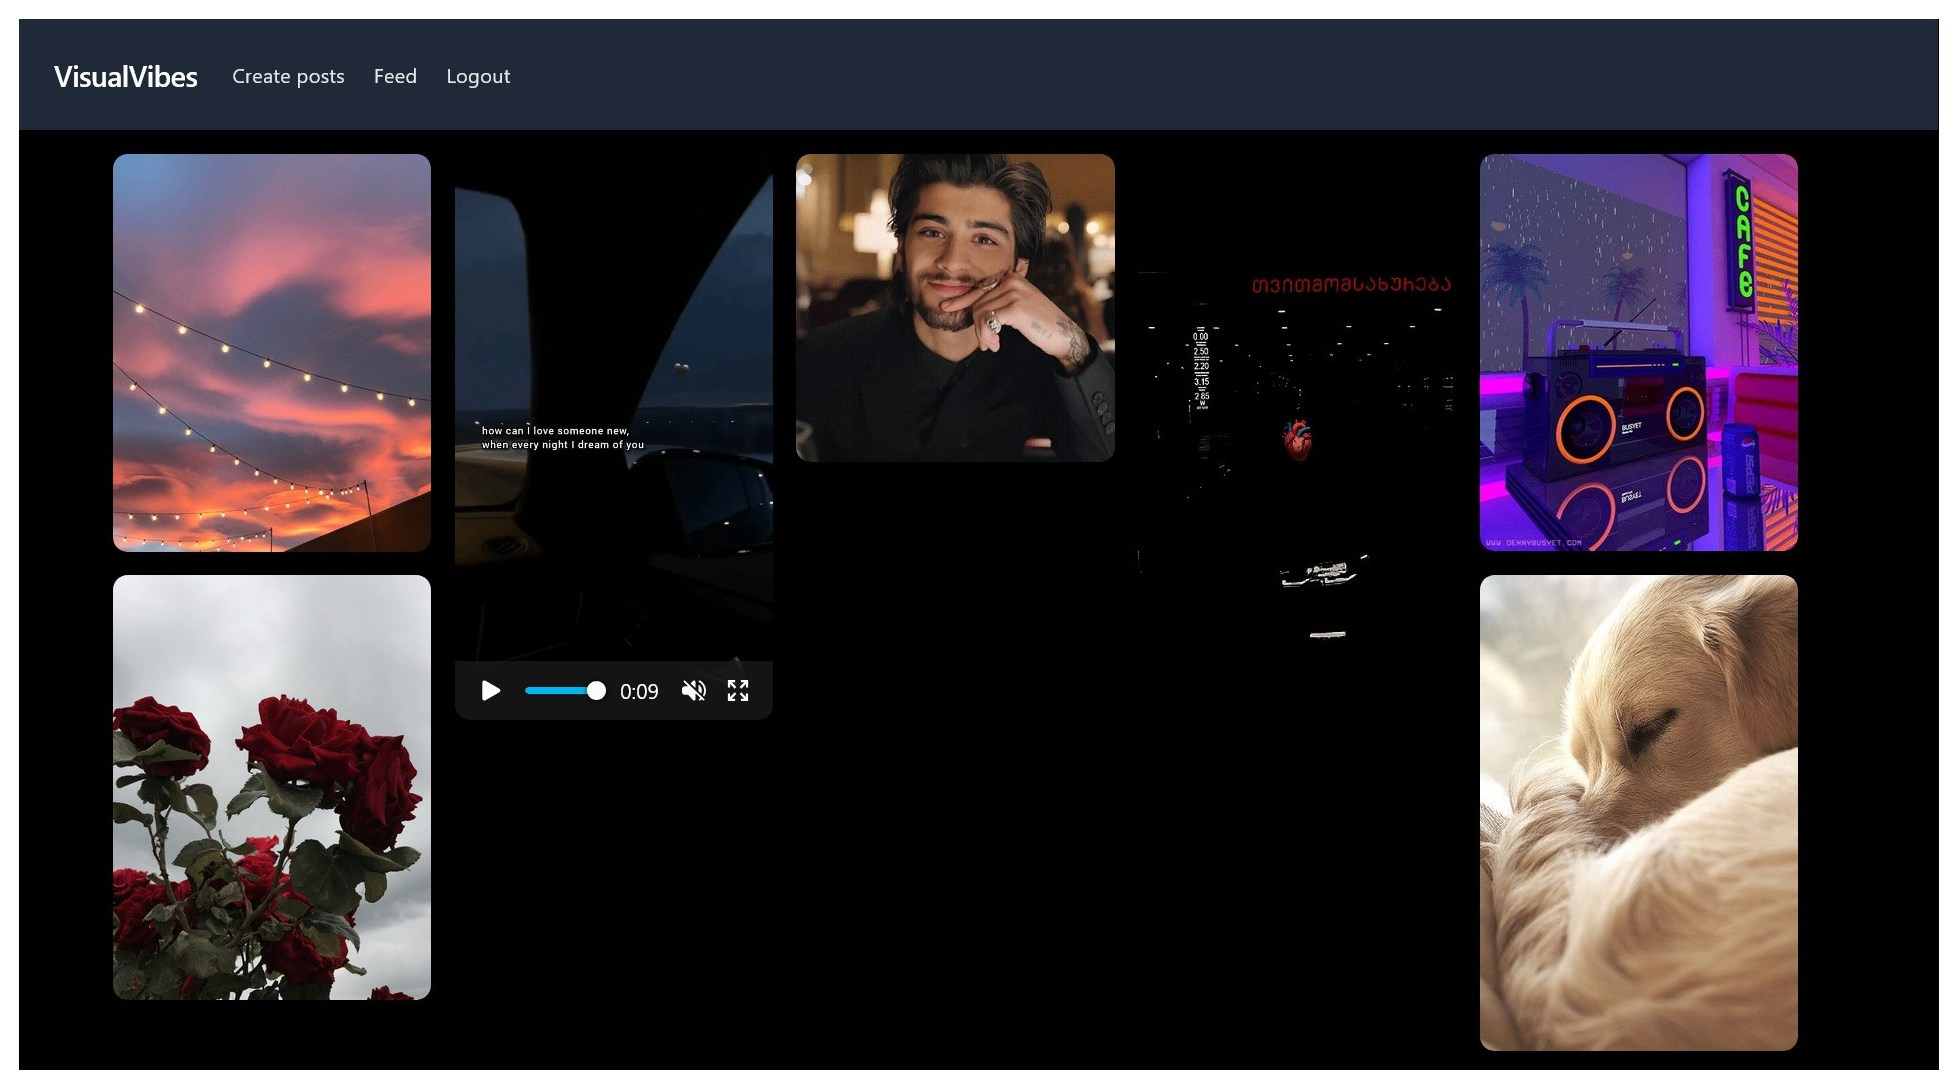 VisualVibes Create posts Feed Logout
how can I love someone new,
when every night I dream of you
0:09
თვითმომსახურება
0.00
2.50
2.20
3.15
2.85
CAFE
BUSYET
PEPSI
WWW.DENNYBUSYET.COM